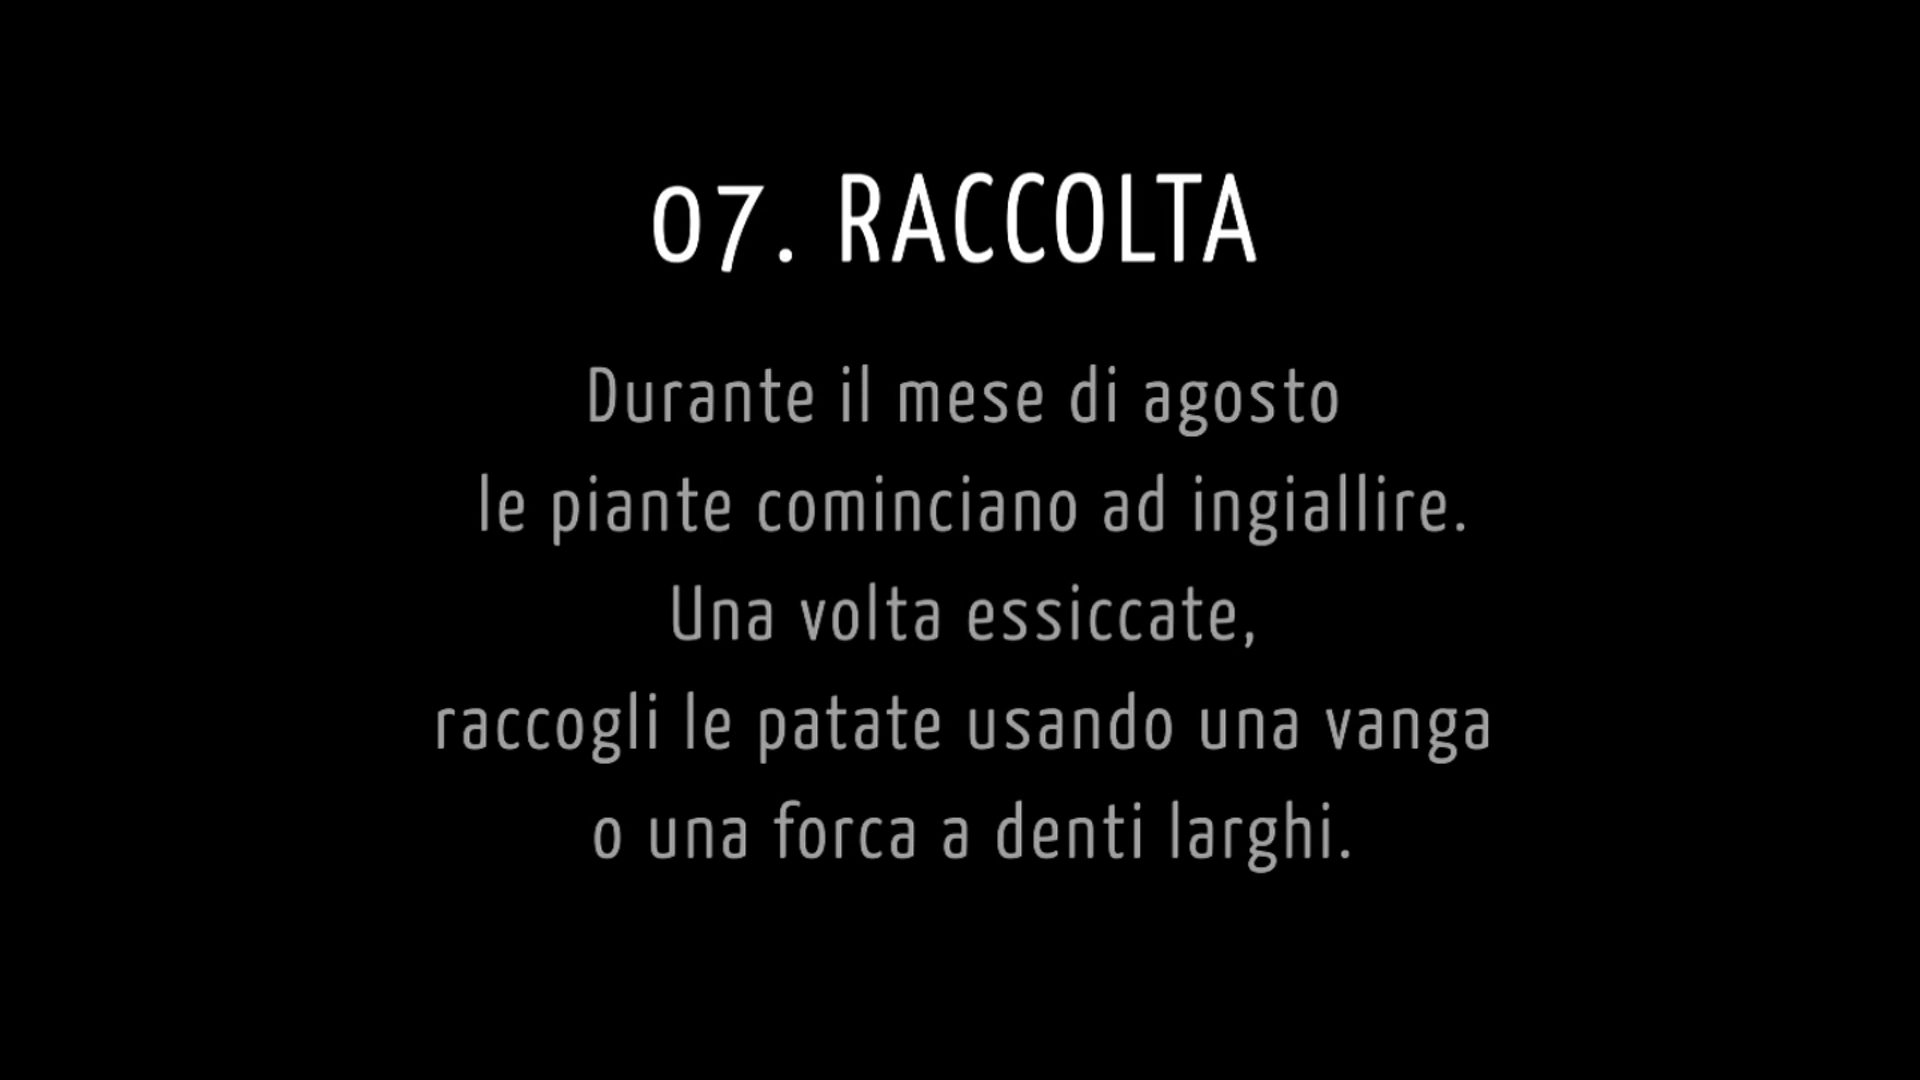 07. RACCOLTA
Durante il mese di agosto
le piante cominciano ad ingiallire.
Una volta essiccate,
raccogli le patate usando una vanga
o una forca a denti larghi.